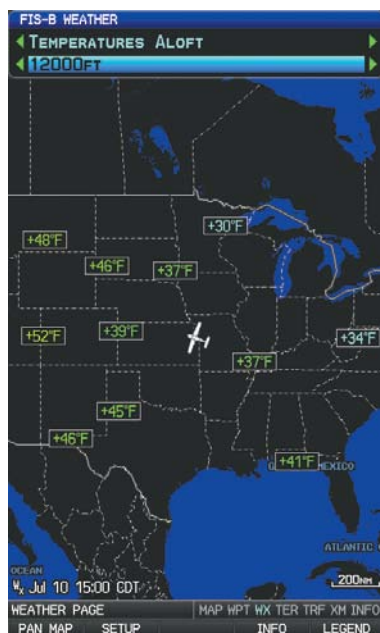 FIS-B WEATHER
TEMPERATURES ALOFT
12000FT
+30°F
+48°F
+46°F
+37°F
+52°F
+39°F
+34°F
+37°F
+45°F
+46°F
+41°F
MEXICO
ATLANTIC
OCEAN
Wx Jul 10 15:00 CDT
200NM
WEATHER PAGE
MAP WPT WX TER TRF XM INFO
PAN MAP SETUP INFO LEGEND